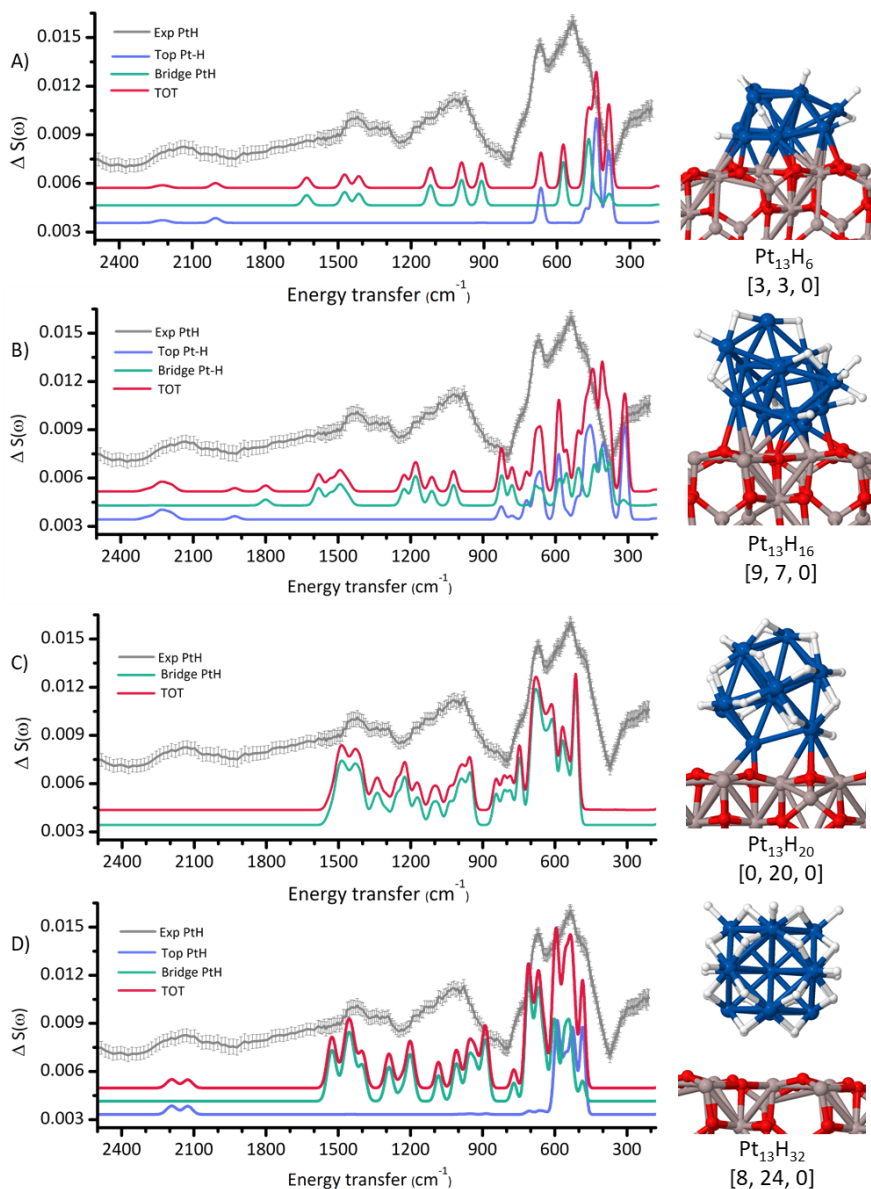 A)
ΔS(ω)
0.015
0.012
0.009
0.006
0.003
Exp PtH
Top Pt-H
Bridge PtH
TOT
2400 2100 1800 1500 1200 900 600 300
Energy transfer (cm-1)
Pt13H6
[3, 3, 0]
B)
ΔS(ω)
0.015
0.012
0.009
0.006
0.003
Exp PtH
Top Pt-H
Bridge Pt-H
TOT
2400 2100 1800 1500 1200 900 600 300
Energy transfer (cm-1)
Pt13H16
[9, 7, 0]
C)
ΔS(ω)
0.015
0.012
0.009
0.006
0.003
Exp PtH
Bridge PtH
TOT
2400 2100 1800 1500 1200 900 600 300
Energy transfer (cm-1)
Pt13H20
[0, 20, 0]
D)
ΔS(ω)
0.015
0.012
0.009
0.006
0.003
Exp PtH
Top PtH
Bridge PtH
TOT
2400 2100 1800 1500 1200 900 600 300
Energy transfer (cm-1)
Pt13H32
[8, 24, 0]